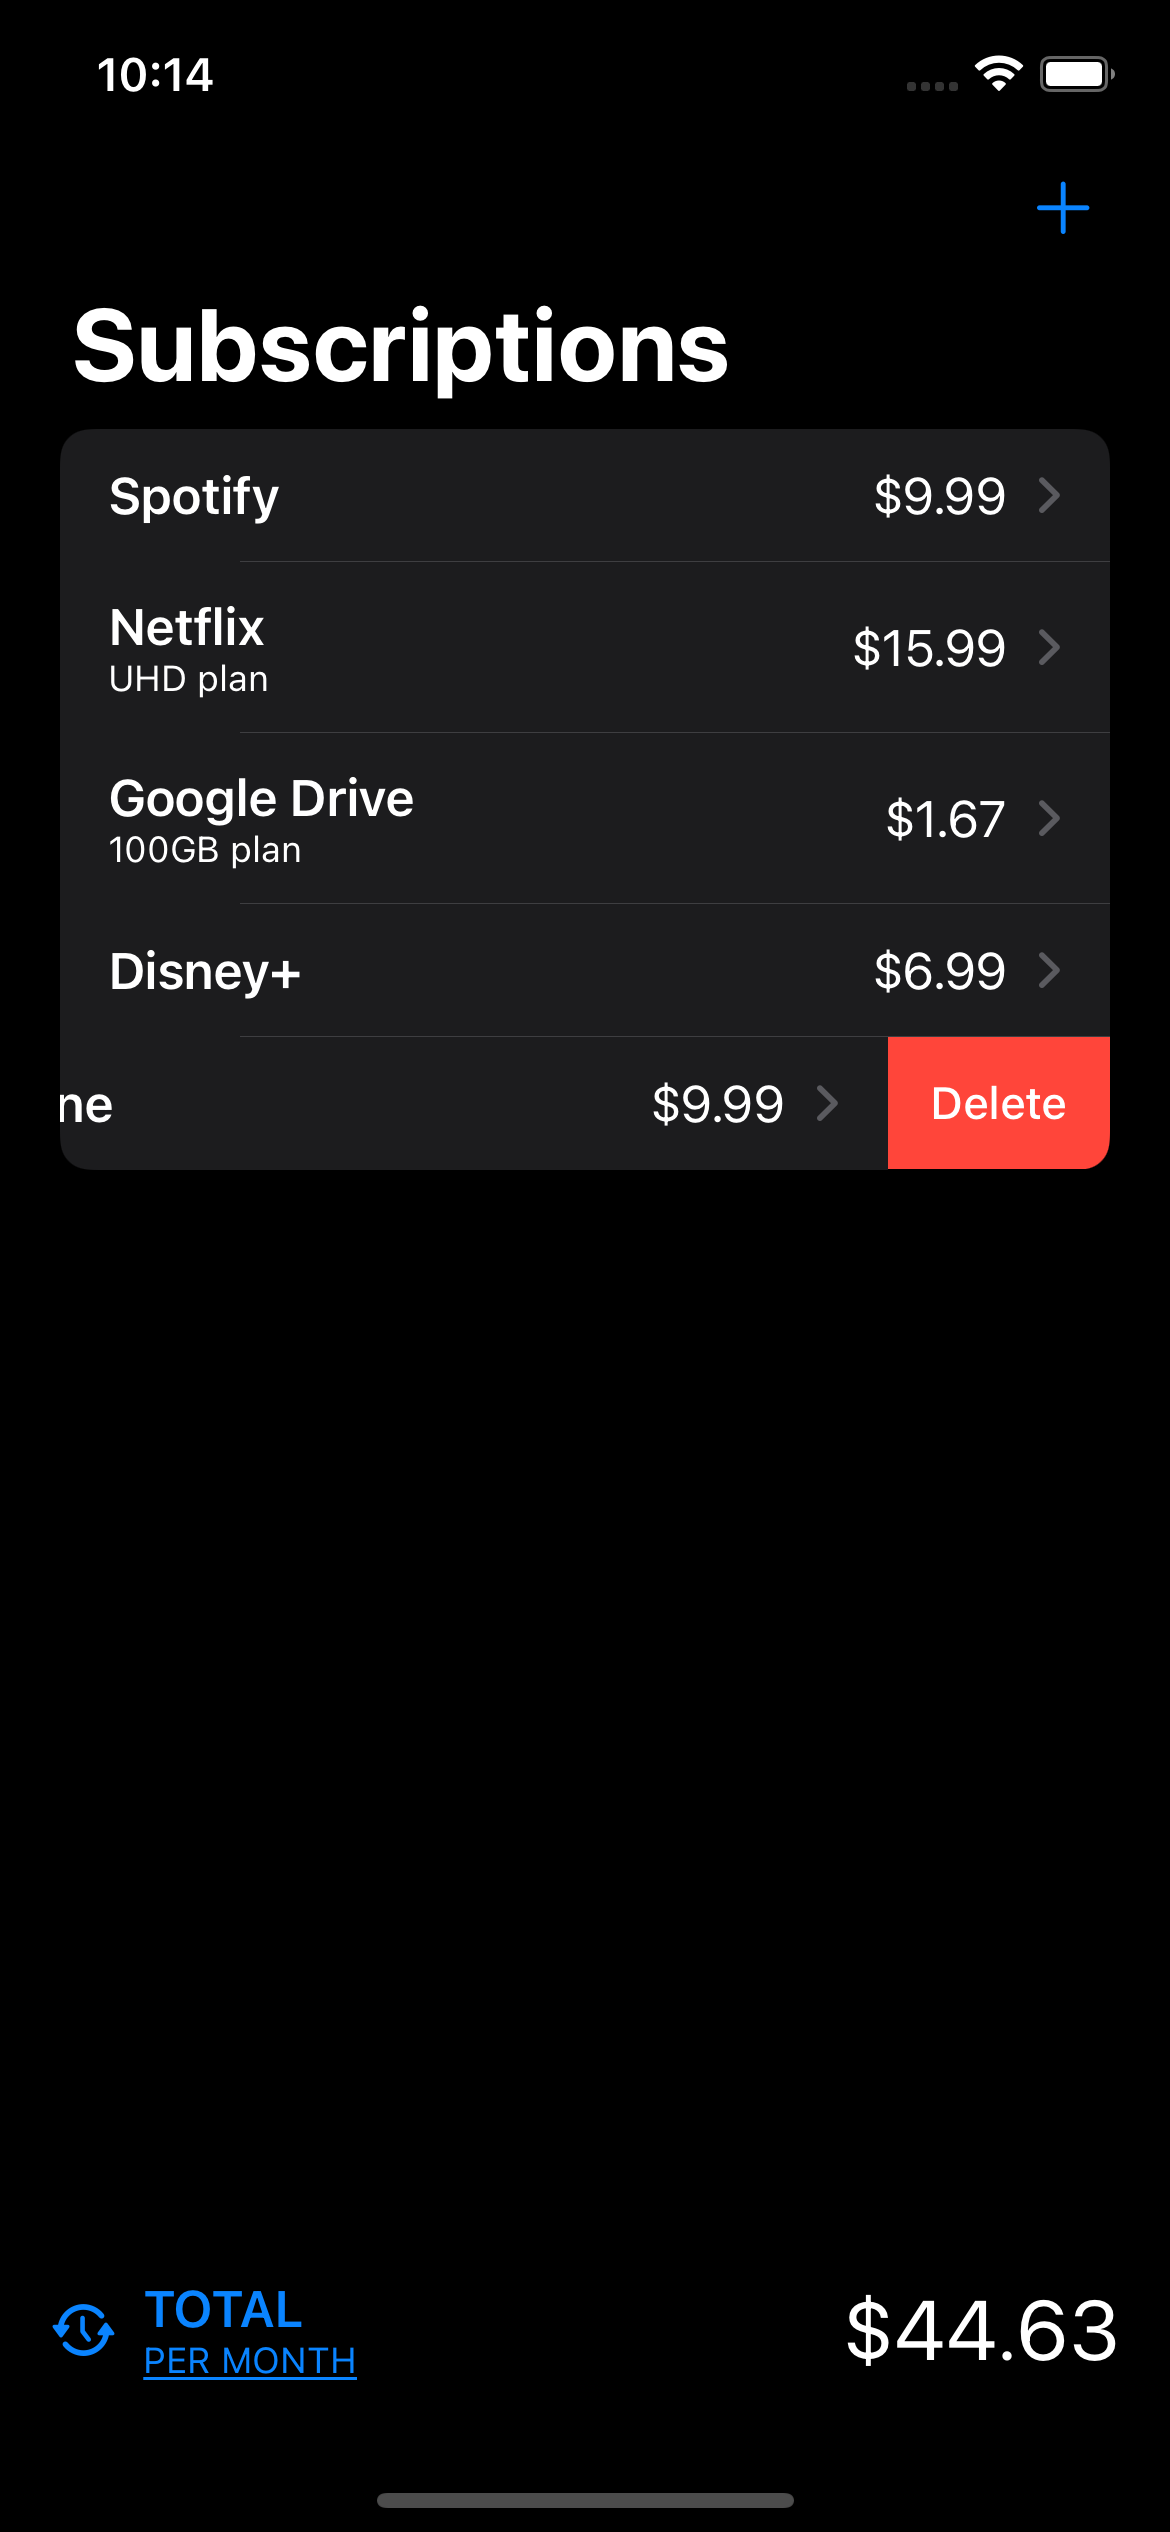 10:14
Subscriptions
Spotify $9.99
Netflix $15.99
UHD plan
Google Drive $1.67
100GB plan
Disney+ $6.99
ne $9.99 Delete
TOTAL $44.63
PER MONTH